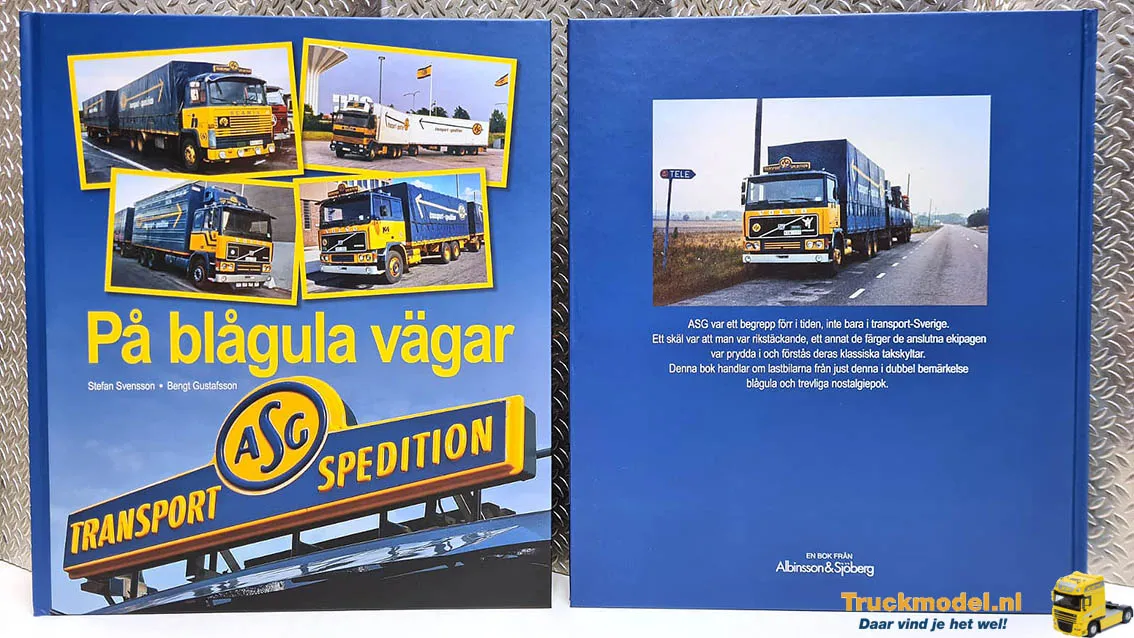 På blågula vägar
Stefan Svensson • Bengt Gustafsson
ASG
TRANSPORT SPEDITION
TELE
VOLVO
ASG var ett begrepp förr i tiden, inte bara i transport-Sverige.
Ett skäl var att man var rikstäckande, ett annat de färger de anslutna ekipagen
var prydda i och förstås deras klassiska takskyltar.
Denna bok handlar om lastbilarna från just denna i dubbel bemärkelse
blågula och trevliga nostalgiepok.
EN BOK FRÅN
Albinsson&Sjöberg
Truckmodel.nl
Daar vind je het wel!